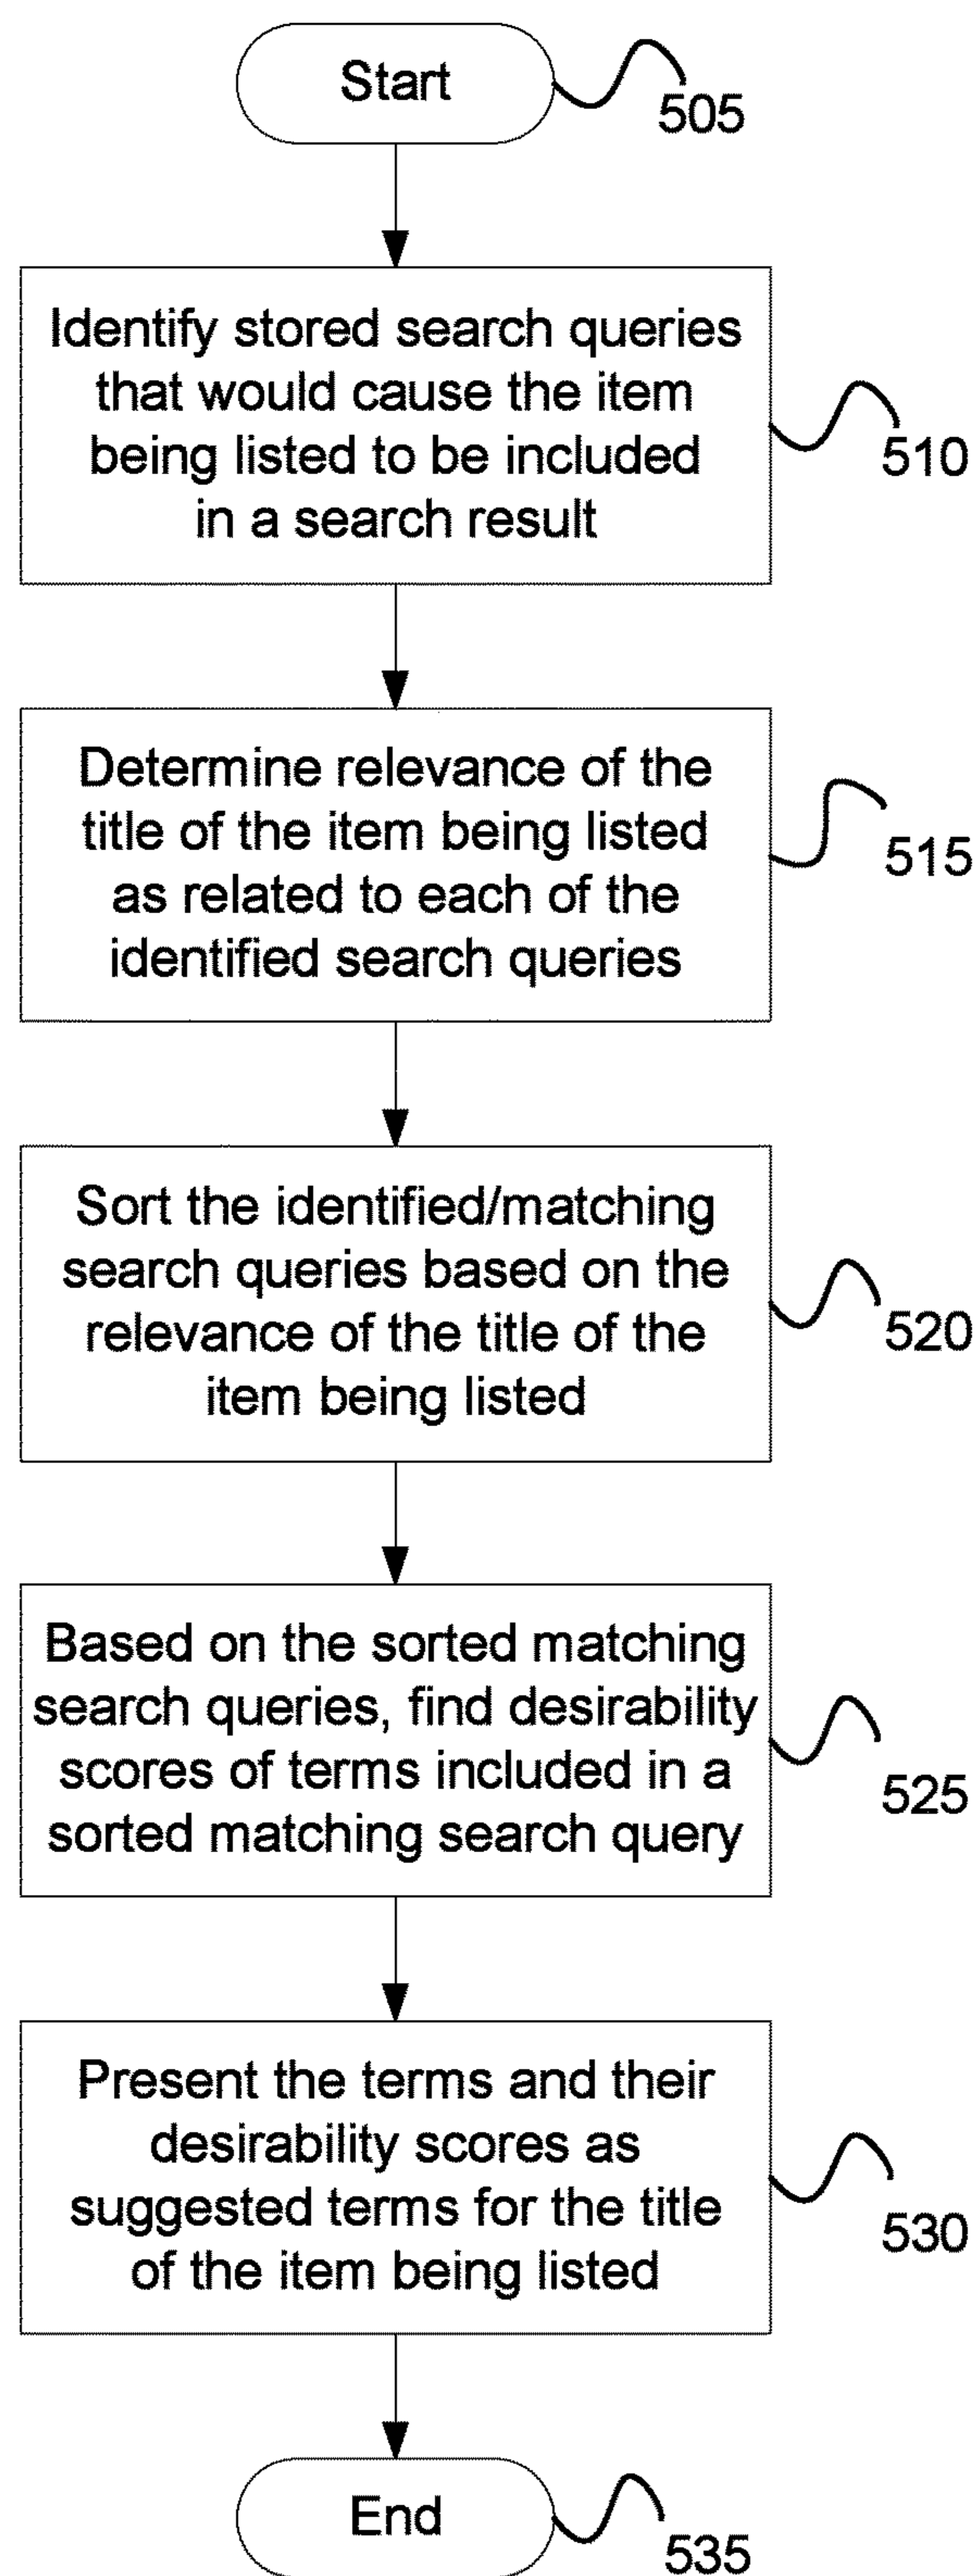 Start
505
Identify stored search queries
that would cause the item
being listed to be included
in a search result
510
Determine relevance of the
title of the item being listed
as related to each of the
identified search queries
515
Sort the identified/matching
search queries based on the
relevance of the title of the
item being listed
520
Based on the sorted matching
search queries, find desirability
scores of terms included in a
sorted matching search query
525
Present the terms and their
desirability scores as
suggested terms for the title
of the item being listed
530
End
535